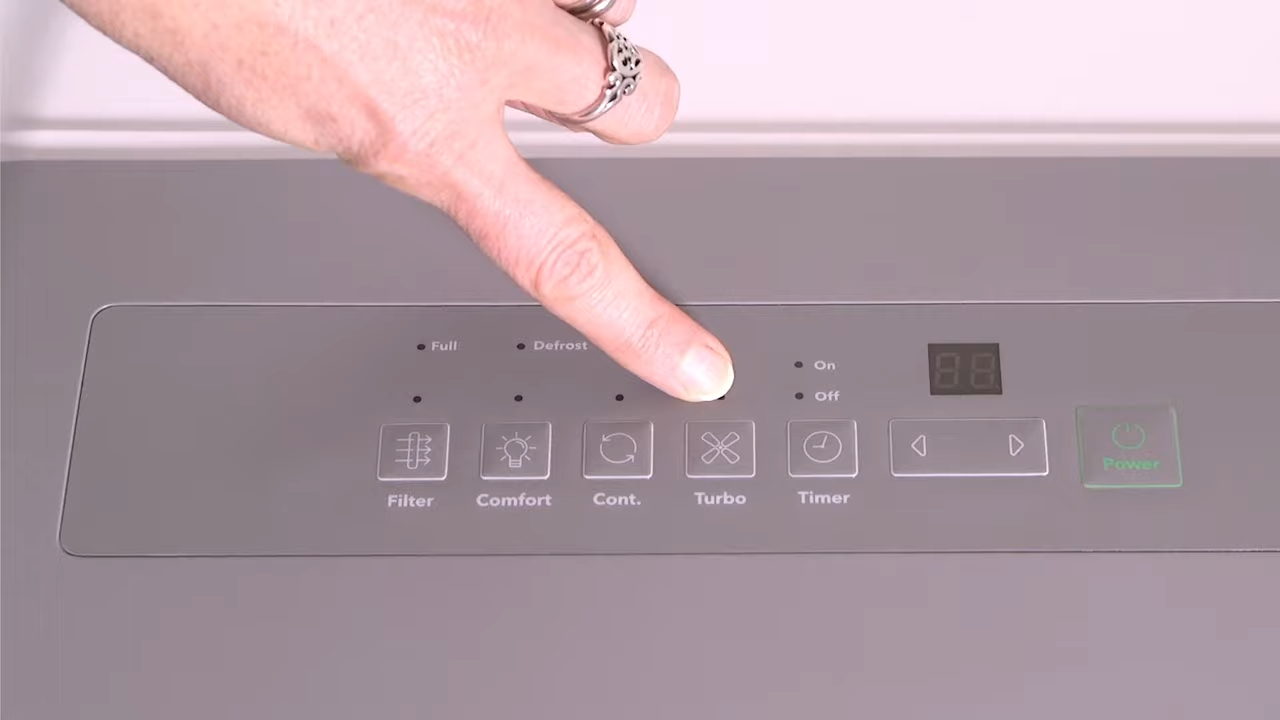 Full
Defrost
On
Off
Filter
Comfort
Cont.
Turbo
Timer
Power